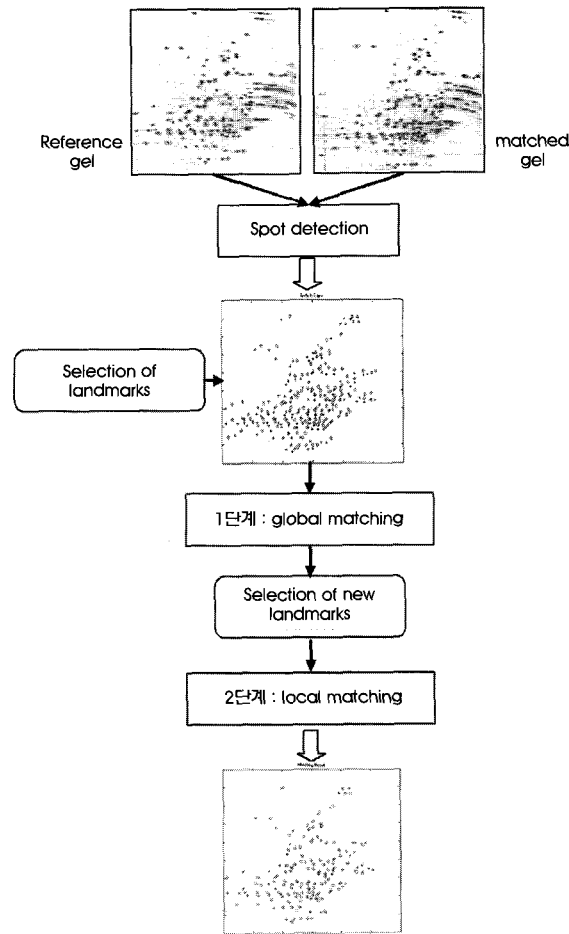 Reference
gel
matched
gel
Spot detection
Selection of
landmarks
1단계 : global matching
Selection of new
landmarks
2단계 : local matching